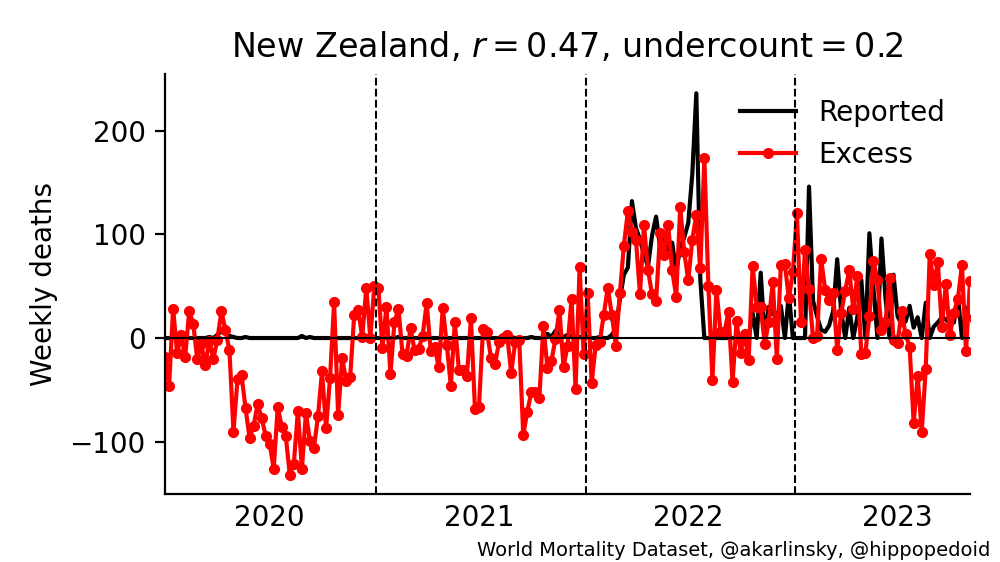 New Zealand, r = 0.47, undercount = 0.2
Reported
Excess
Weekly deaths
200
100
0
−100
2020 2021 2022 2023
World Mortality Dataset, @akarlinsky, @hippopedoid